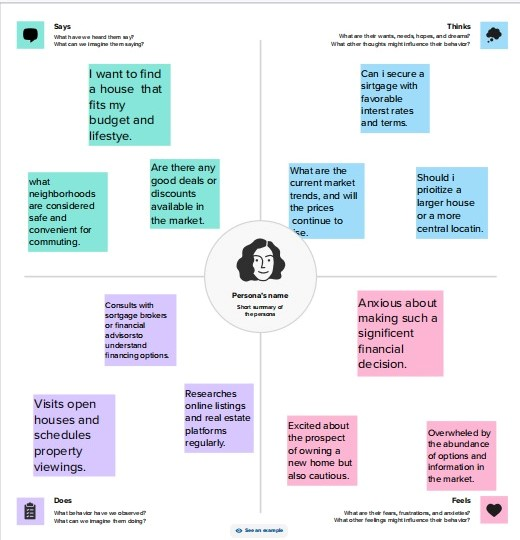 Says
What have we heard them say?
What can we imagine them saying?
Thinks
What are their wants, needs, hopes, and dreams?
What other thoughts might influence their behavior?
I want to find
a house that
fits my
budget and
lifestye.
what
neighborhoods
are considered
safe and
convenient for
commuting.
Are there any
good deals or
discounts
available in
the market.
Can i secure a
sirtgage with
favorable
interst rates
and terms.
What are the
current market
trends, and will
the prices
continue to
ise.
Should i
prioitize a
larger house
or a more
central locatin.
Persona's name
Short summary of
the persona
Consults with
sortgage brokers
or financial
advisorsto
understand
financing options.
Visits open
houses and
schedules
property
viewings.
Researches
online listings
and real estate
platforms
regularly.
Anxious about
making such a
significant
financial
decision.
Excited about
the prospect
of owning a
new home but
also cautious.
Overwheled by
the abundance
of options and
information in
the market.
Does
What behavior have we observed?
What can we imagine them doing?
Feels
What are their fears, frustrations, and anxieties?
What other feelings might influence their behavior?
See an example